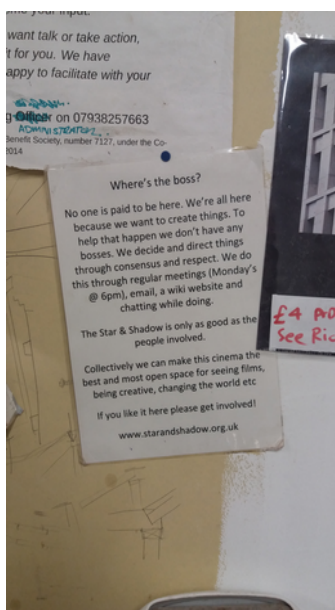 want talk or take action,
it for you. We have
appy to facilitate with your
g Officer on 07938257663
ADMINISTRATOR
Benefit Society, number 7127, under the Co-
2014
Where's the boss?
No one is paid to be here. We're all here
because we want to create things. To
help that happen we don't have any
bosses. We decide and direct things
through consensus and respect. We do
this through regular meetings (Monday's
@ 6pm), email, a wiki website and
chatting while doing.
The Star & Shadow is only as good as the
people involved.
Collectively we can make this cinema the
best and most open space for seeing films,
being creative, changing the world etc
If you like it here please get involved!
www.starandshadow.org.uk
£4
See Ric